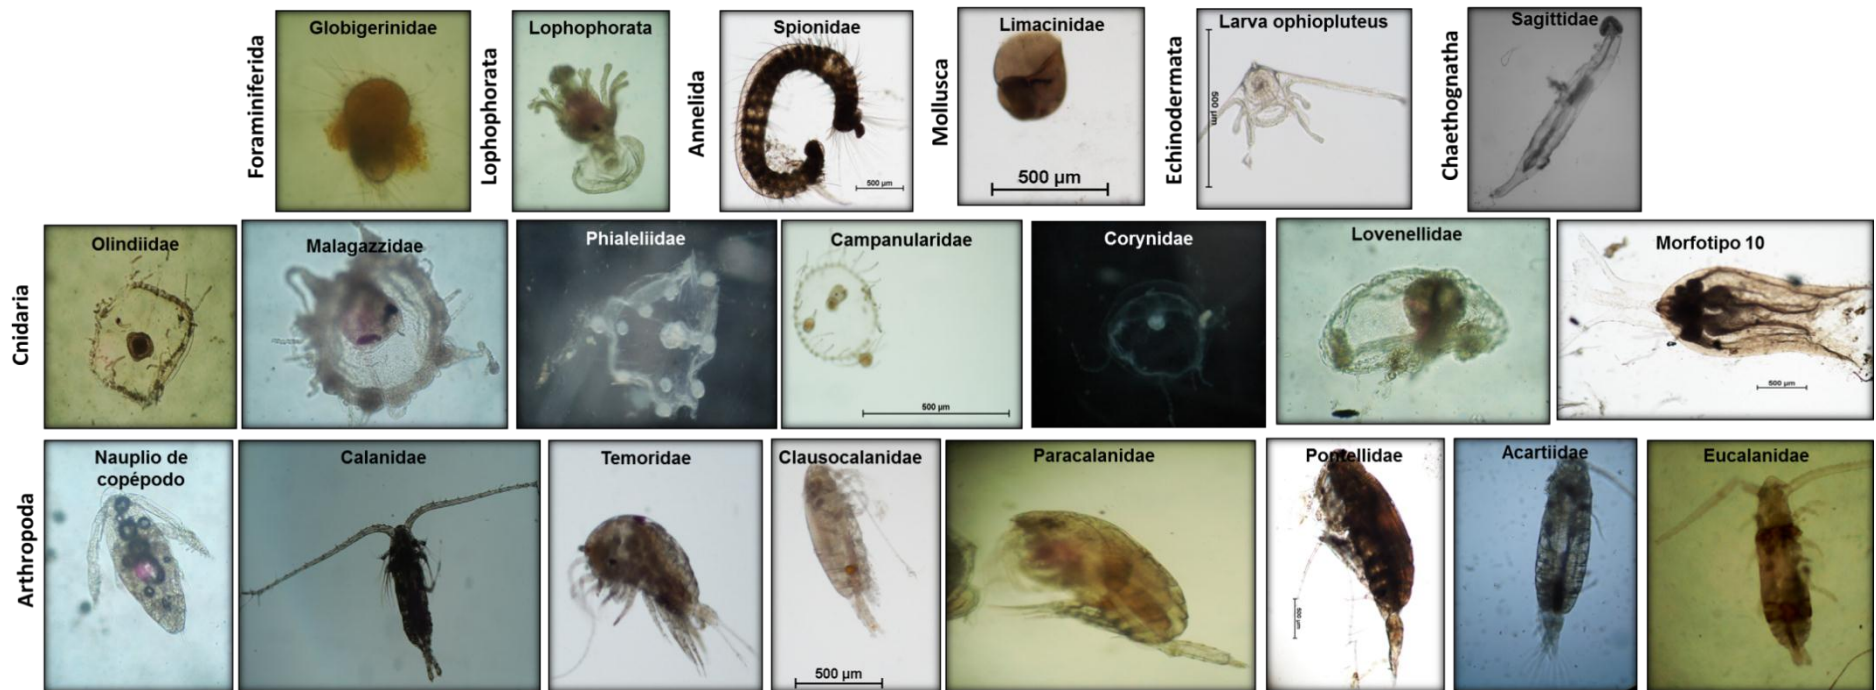 Foraminiferida
Globigerinidae
Lophophorata
Lophophorata
Annelida
Spionidae
500 µm
Mollusca
Limacinidae
500 µm
Echinodermata
Larva ophiopluteus
500 µm
Chaethognatha
Sagittidae
Cnidaria
Olindiidae
Malagazzidae
Phialeliidae
Campanularidae
500 µm
Corynidae
Lovenellidae
Morfotipo 10
500 µm
Arthropoda
Nauplio de
copépodo
Calanidae
Temoridae
Clausocalanidae
500 µm
Paracalanidae
Pontellidae
500 µm
Acartiidae
Eucalanidae